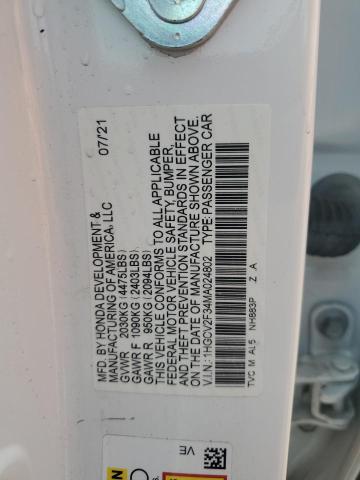 MFD. BY HONDA DEVELOPMENT & 07/'21
MANUFACTURING OF AMERICA, LLC
GVWR 2030KG (4475LBS)
GAWR F 1090KG (2403LBS)
GAWR R 950KG (2094LBS)
THIS VEHICLE CONFORMS TO ALL APPLICABLE
FEDERAL MOTOR VEHICLE SAFETY, BUMPER,
AND THEFT PREVENTION STANDARDS IN EFFECT
ON THE DATE OF MANUFACTURE SHOWN ABOVE.
V.I.N.: 1HGCV2F34MA024802 TYPE: PASSENGER CAR
TVC M AL5 NH883P Z A
VE